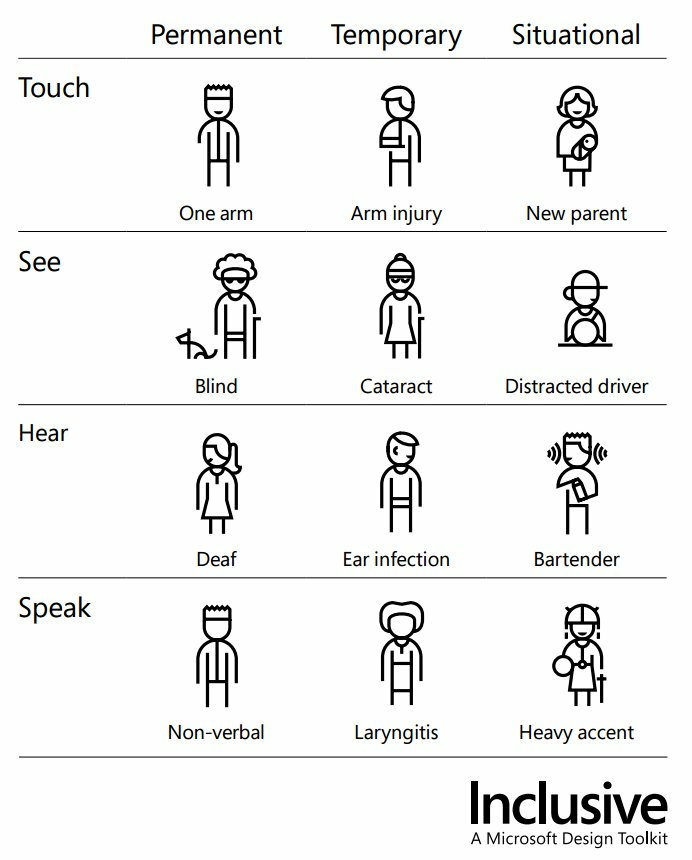 Permanent Temporary Situational
Touch
One arm Arm injury New parent
See
Blind Cataract Distracted driver
Hear
Deaf Ear infection Bartender
Speak
Non-verbal Laryngitis Heavy accent
Inclusive
A Microsoft Design Toolkit